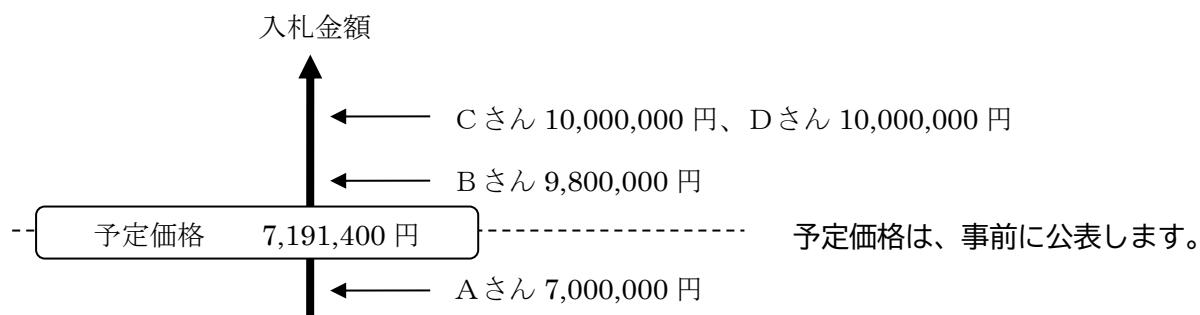 入札金額
Cさん 10,000,000 円、Dさん 10,000,000 円
Bさん 9,800,000 円
予定価格 7,191,400 円
予定価格は、事前に公表します。
Aさん 7,000,000 円